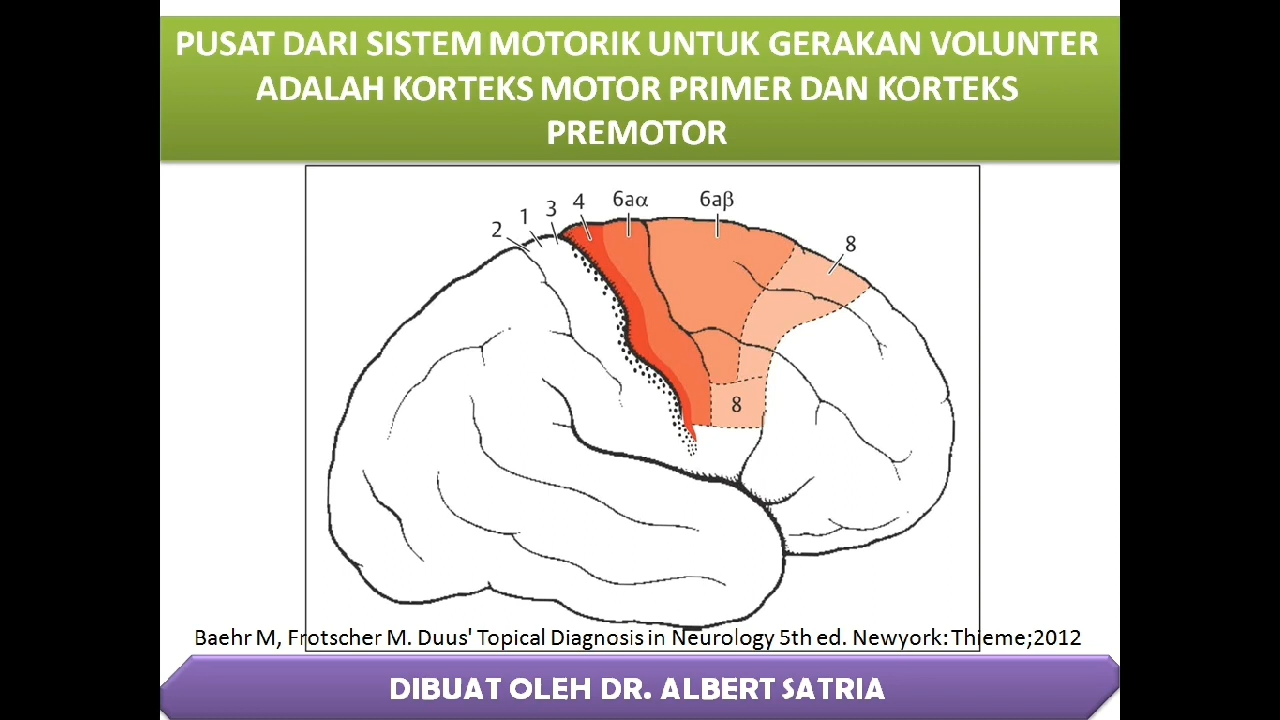 PUSAT DARI SISTEM MOTORIK UNTUK GERAKAN VOLUNTER
ADALAH KORTEKS MOTOR PRIMER DAN KORTEKS
PREMOTOR
2 1 3 4 6aα 6aβ
8
8
Baehr M, Frotscher M. Duus' Topical Diagnosis in Neurology 5th ed. Newyork: Thieme;2012
DIBUAT OLEH DR. ALBERT SATRIA